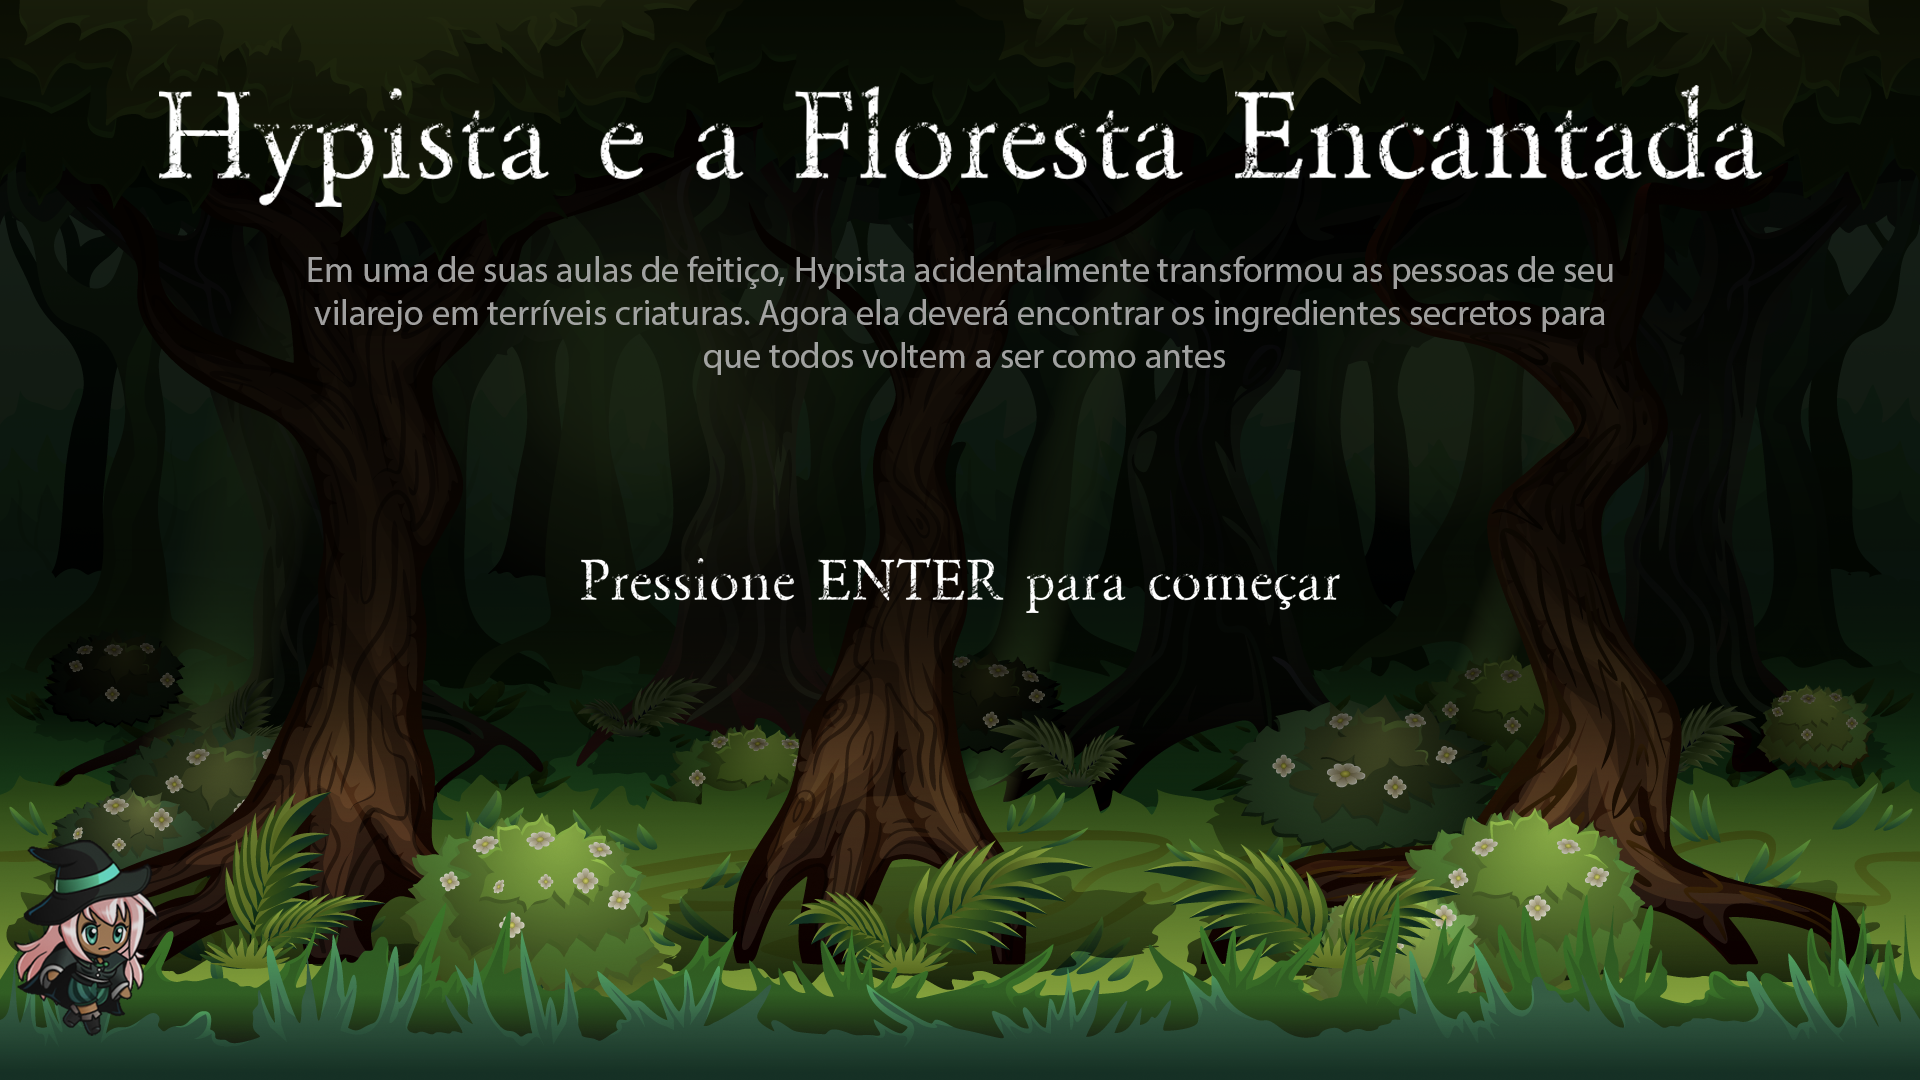 Hypista e a Floresta Encantada
Em uma de suas aulas de feitiço, Hypista acidentalmente transformou as pessoas de seu
vilarejo em terríveis criaturas. Agora ela deverá encontrar os ingredientes secretos para
que todos voltem a ser como antes
Pressione ENTER para começar